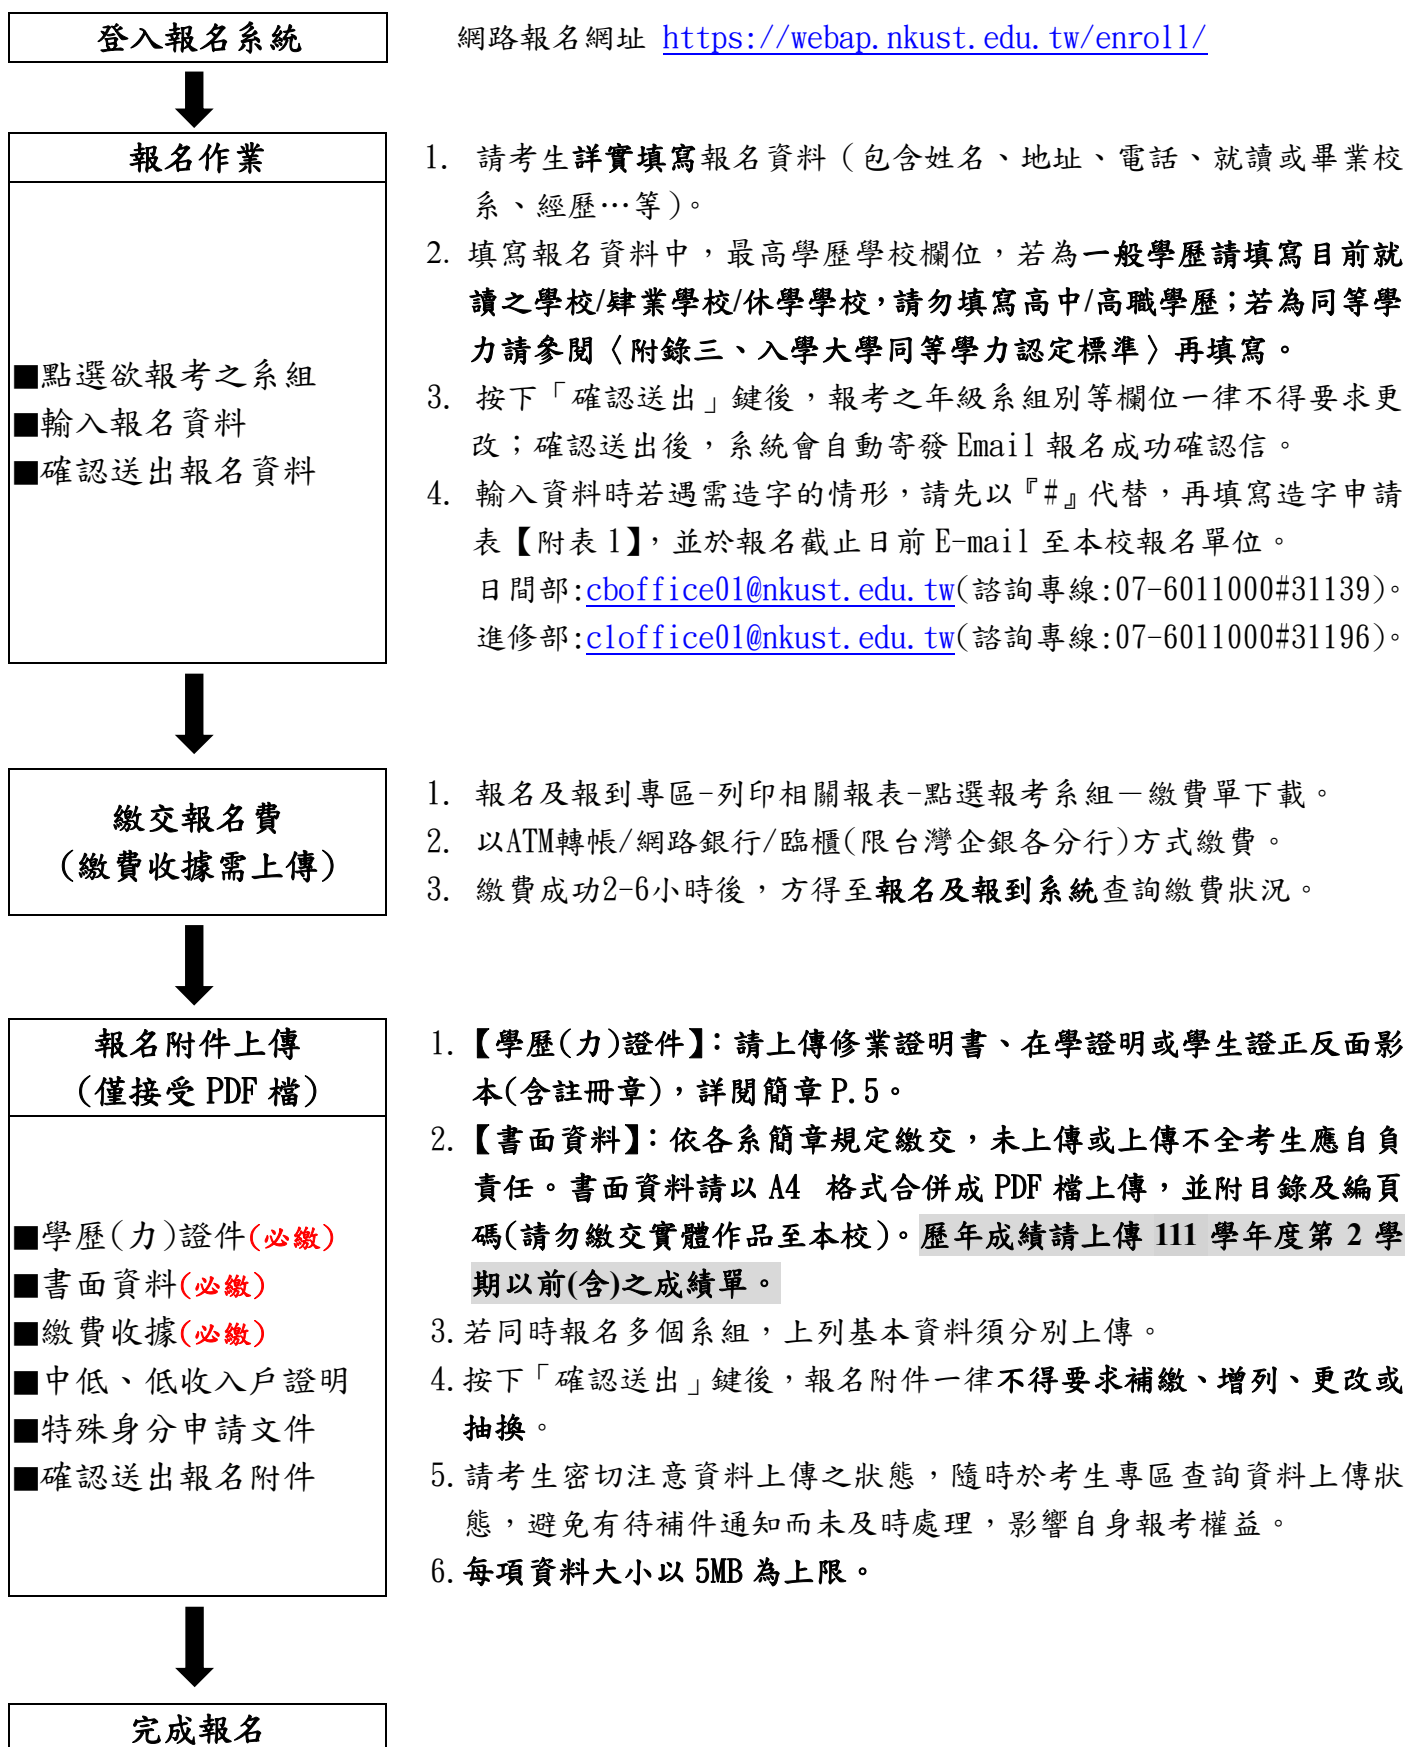 登入報名系統
網路報名網址 https://webap.nkust.edu.tw/enroll/
報名作業
■點選欲報考之系組
■輸入報名資料
■確認送出報名資料
1. 請考生詳實填寫報名資料（包含姓名、地址、電話、就讀或畢業校
系、經歷…等）。
2. 填寫報名資料中，最高學歷學校欄位，若為一般學歷請填寫目前就
讀之學校/肄業學校/休學學校，請勿填寫高中/高職學歷；若為同等學
力請參閱〈附錄三、入學大學同等學力認定標準〉再填寫。
3. 按下「確認送出」鍵後，報考之年級系組別等欄位一律不得要求更
改；確認送出後，系統會自動寄發 Email 報名成功確認信。
4. 輸入資料時若遇需造字的情形，請先以『#』代替，再填寫造字申請
表【附表 1】，並於報名截止日前 E-mail 至本校報名單位。
日間部:cboffice01@nkust.edu.tw(諮詢專線:07-6011000#31139)。
進修部:cloffice01@nkust.edu.tw(諮詢專線:07-6011000#31196)。
繳交報名費
(繳費收據需上傳)
1. 報名及報到專區-列印相關報表-點選報考系組－繳費單下載。
2. 以ATM轉帳/網路銀行/臨櫃(限台灣企銀各分行)方式繳費。
3. 繳費成功2-6小時後，方得至報名及報到系統查詢繳費狀況。
報名附件上傳
(僅接受 PDF 檔)
■學歷(力)證件(必繳)
■書面資料(必繳)
■繳費收據(必繳)
■中低、低收入戶證明
■特殊身分申請文件
■確認送出報名附件
1.【學歷(力)證件】：請上傳修業證明書、在學證明或學生證正反面影
本(含註冊章)，詳閱簡章 P.5。
2.【書面資料】：依各系簡章規定繳交，未上傳或上傳不全考生應自負
責任。書面資料請以 A4 格式合併成 PDF 檔上傳，並附目錄及編頁
碼(請勿繳交實體作品至本校)。歷年成績請上傳 111 學年度第 2 學
期以前(含)之成績單。
3.若同時報名多個系組，上列基本資料須分別上傳。
4.按下「確認送出」鍵後，報名附件一律不得要求補繳、增列、更改或
抽換。
5.請考生密切注意資料上傳之狀態，隨時於考生專區查詢資料上傳狀
態，避免有待補件通知而未及時處理，影響自身報考權益。
6.每項資料大小以 5MB 為上限。
完成報名